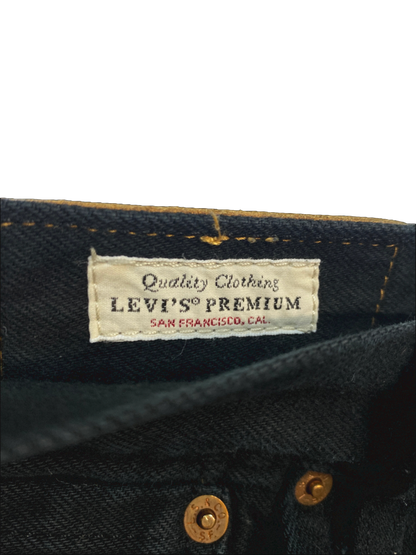 Quality Clothing
LEVI'S® PREMIUM
SAN FRANCISCO, CAL.
S.F.